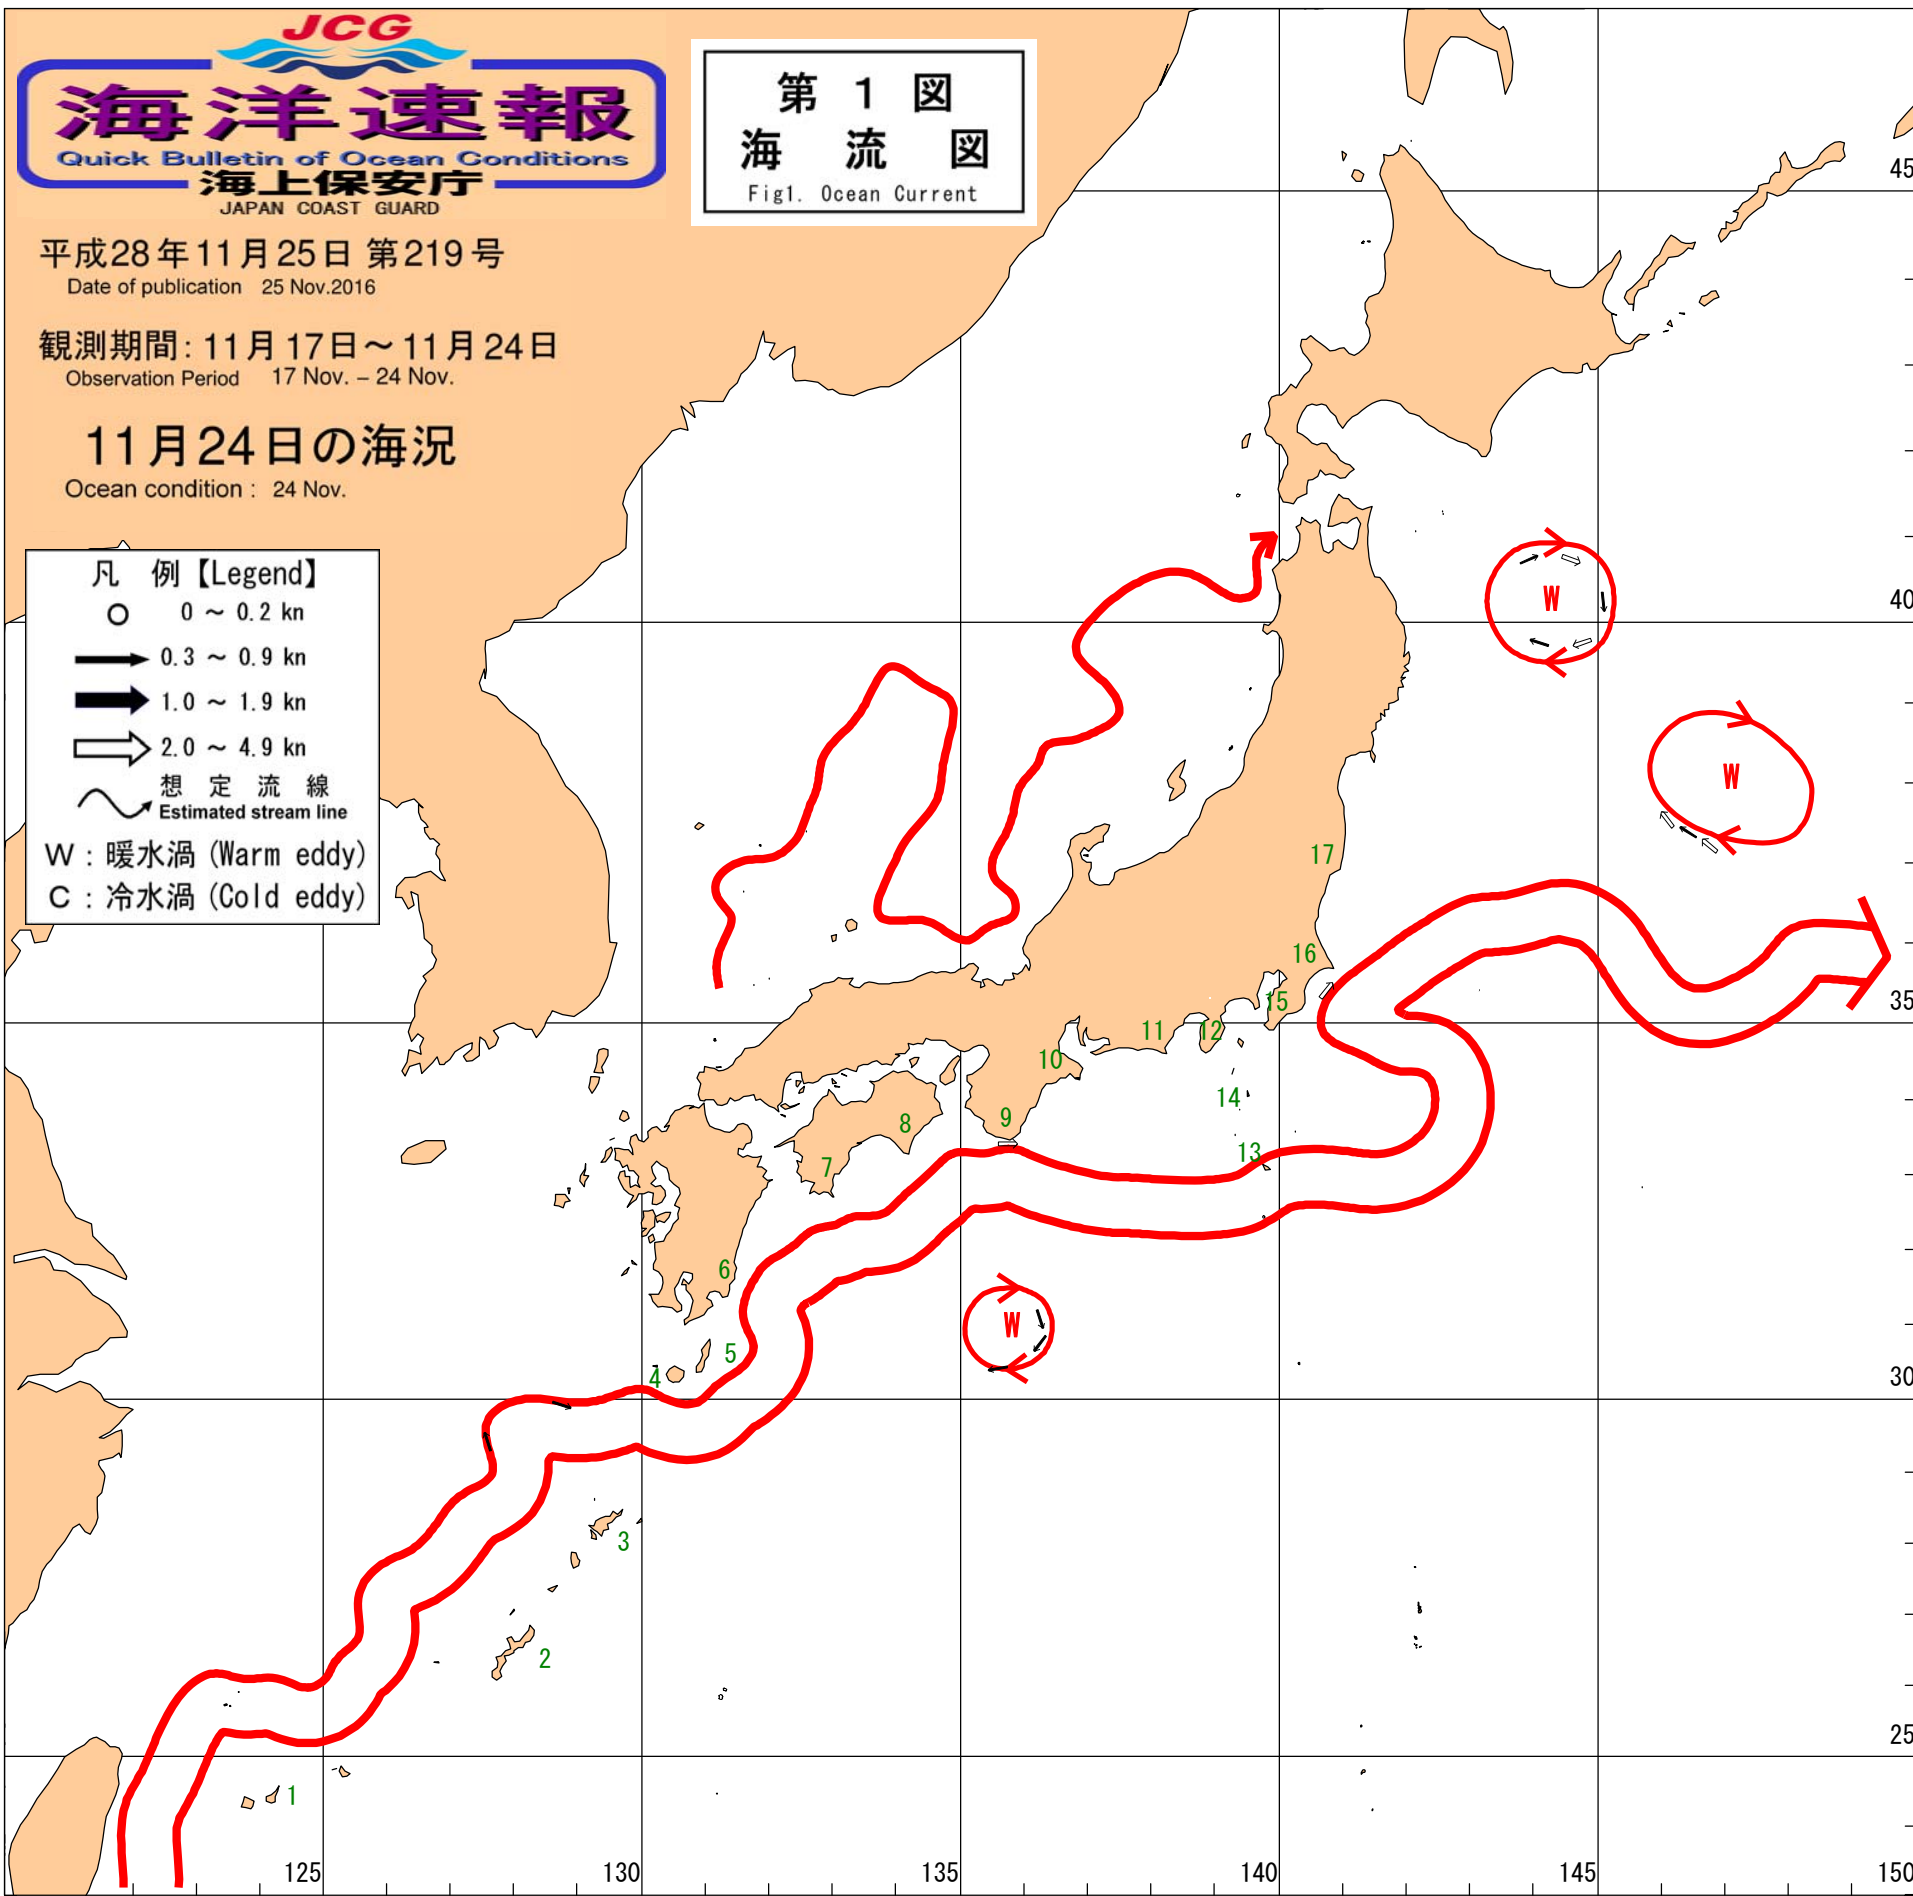 JCG
海洋速報
Quick Bulletin of Ocean Conditions
海上保安庁
JAPAN COAST GUARD
第 1 図
海 流 図
Fig1. Ocean Current
平成28年11月25日 第219号
Date of publication 25 Nov.2016
観測期間: 11月17日～11月24日
Observation Period 17 Nov. – 24 Nov.
11月24日の海況
Ocean condition : 24 Nov.
凡 例【Legend】
0 ～ 0.2 kn
0.3 ～ 0.9 kn
1.0 ～ 1.9 kn
2.0 ～ 4.9 kn
想 定 流 線
Estimated stream line
W : 暖水渦 (Warm eddy)
C : 冷水渦 (Cold eddy)
45
40
35
30
25
W
W
W
17
16
15
12
11
10
14
9
8
13
7
6
5
4
3
2
1
125
130
135
140
145
150